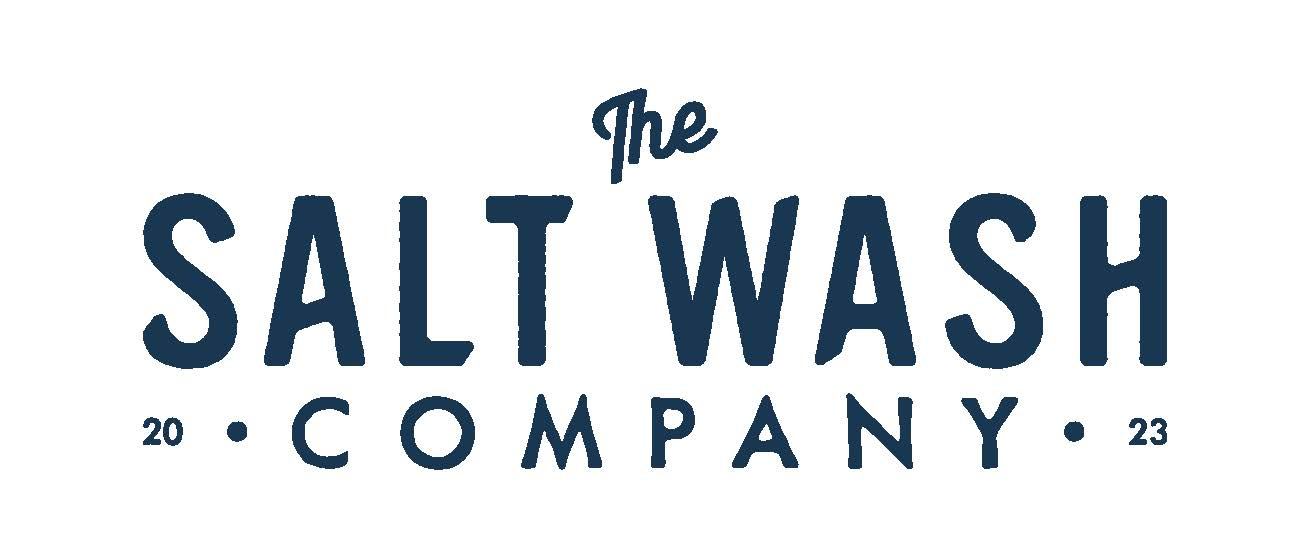 The
SALT WASH
20 • COMPANY • 23